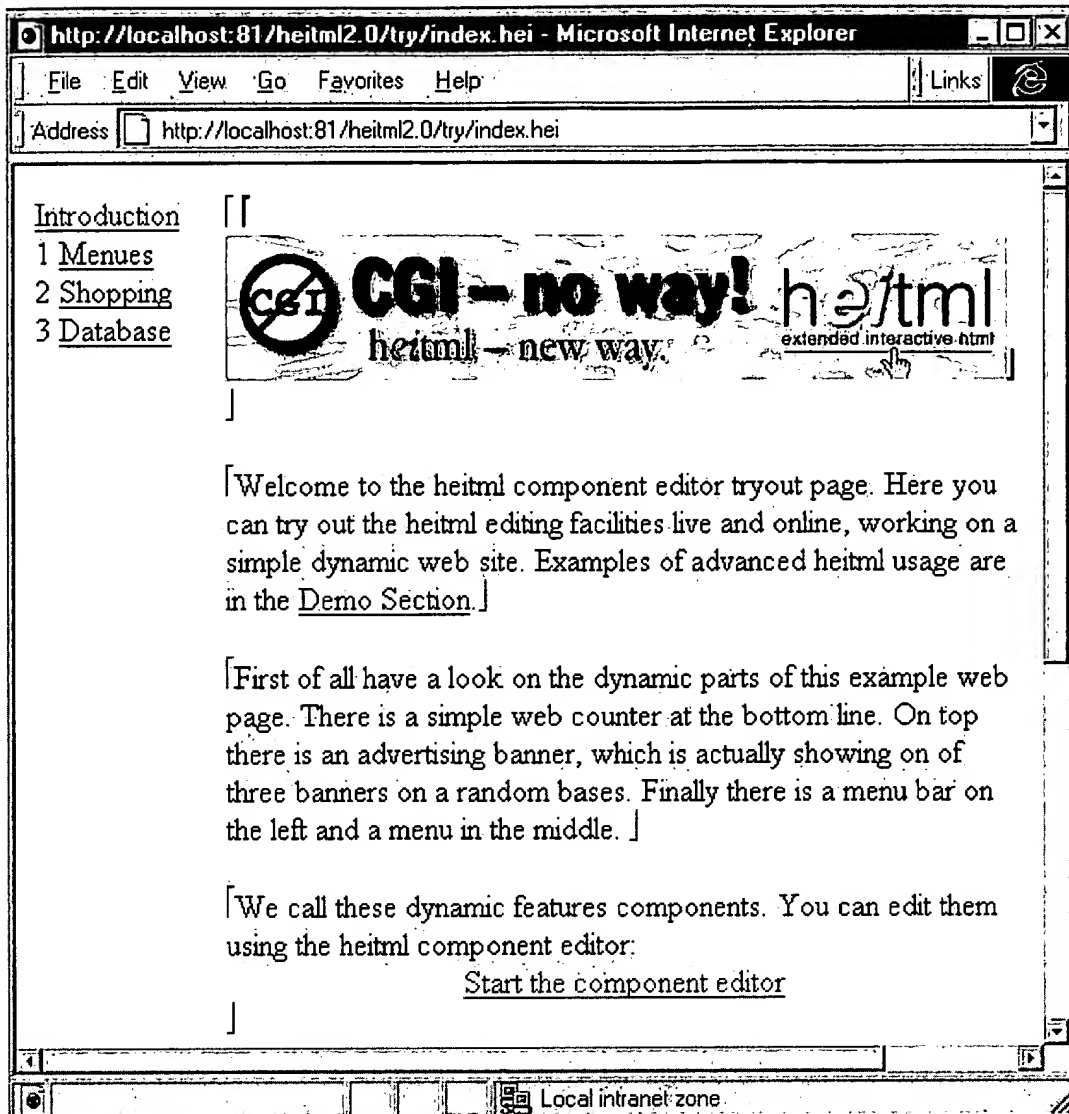 http://localhost:81/heitml2.0/try/index.hei - Microsoft Internet Explorer
File Edit View Go Favorites Help Links
Address http://localhost:81/heitml2.0/try/index.hei
Introduction
1 Menues
2 Shopping
3 Database
CGI CGI – no way! heitml
heitml – new way. extended interactive html
Welcome to the heitml component editor tryout page. Here you
can try out the heitml editing facilities live and online, working on a
simple dynamic web site. Examples of advanced heitml usage are
in the Demo Section.
First of all have a look on the dynamic parts of this example web
page. There is a simple web counter at the bottom line. On top
there is an advertising banner, which is actually showing on of
three banners on a random bases. Finally there is a menu bar on
the left and a menu in the middle.
We call these dynamic features components. You can edit them
using the heitml component editor:
Start the component editor
Local intranet zone